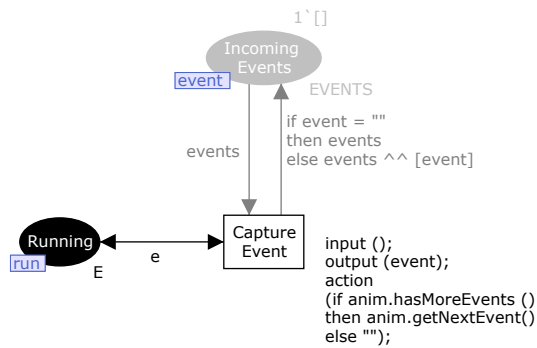 1`[]
Incoming
Events
event
EVENTS
if event = ""
then events
else events ^^ [event]
events
Running
run
E
e
Capture
Event
input ();
output (event);
action
(if anim.hasMoreEvents ()
then anim.getNextEvent()
else "");